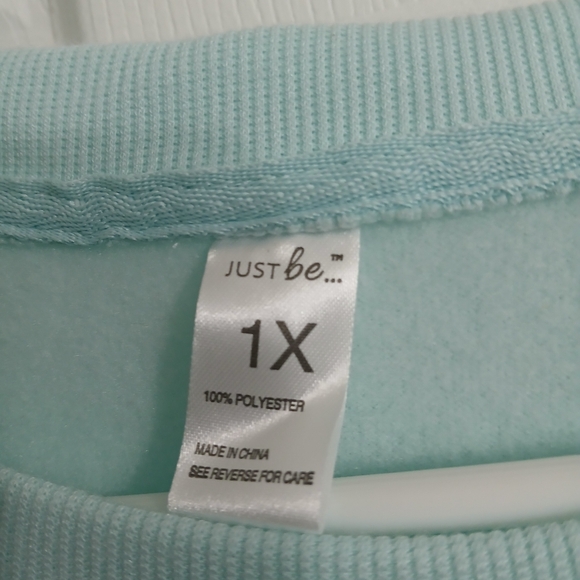 JUST be...™
1X
100% POLYESTER
MADE IN CHINA
SEE REVERSE FOR CARE